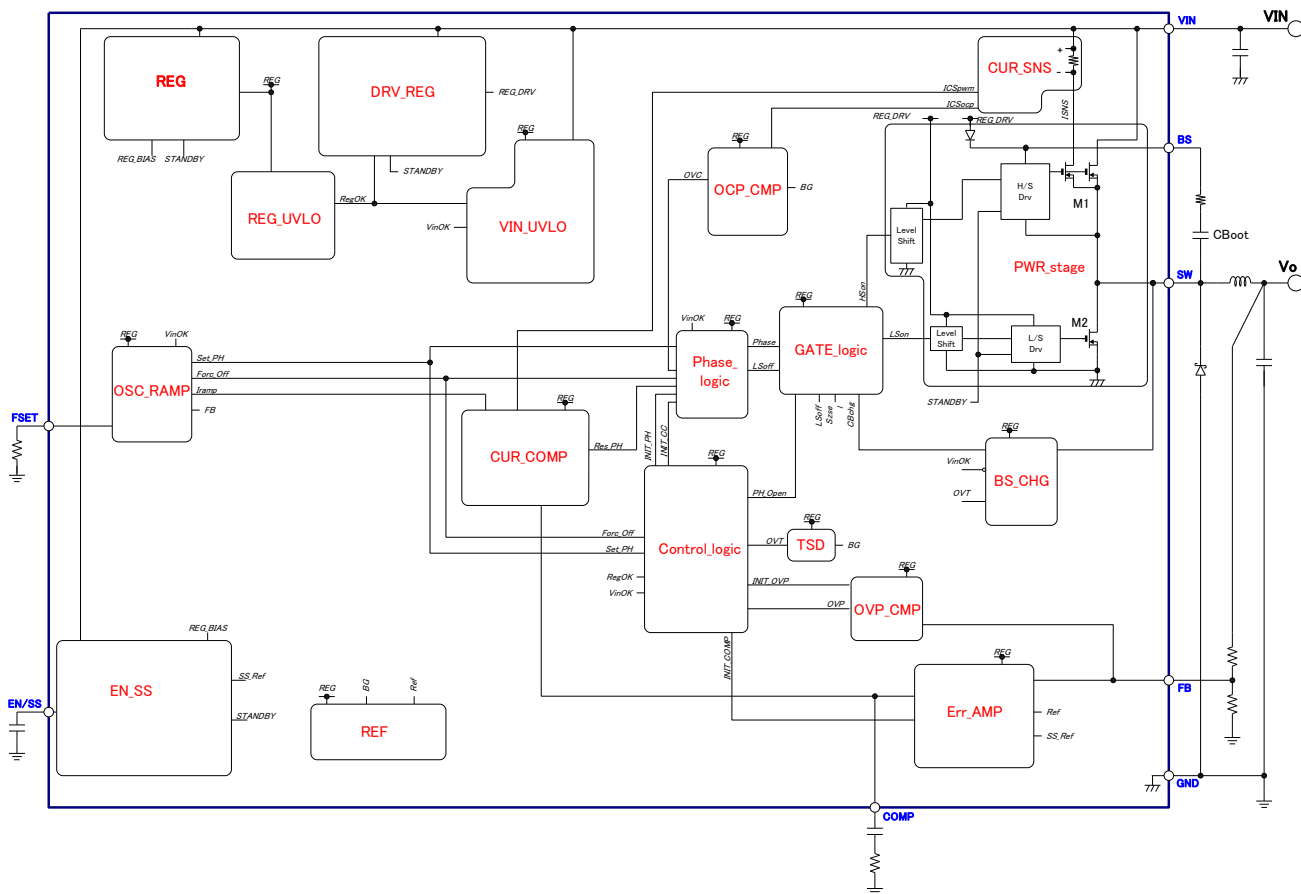 VIN
VIN
REG
REG
REG_BIAS
STANDBY
DRV_REG
REG_DRV
STANDBY
REG_UVLO
RegOK
VinOK
REG
VIN_UVLO
CUR_SNS
+
-
ICSpwm
ICSocp
ISNS
REG_DRV
REG_DRV
REG
OVC
OCP_CMP
BG
BS
H/S
Drv
M1
Level
Shift
CBoot
PWR_stage
SW
Vo
HSon
REG
GATE_logic
LSon
Level
Shift
L/S
Drv
M2
STANDBY
LSoff
Szse
I
CBchg
VinOK
REG
Phase_
logic
Phase
LSoff
REG
VinOK
OSC_RAMP
Set_PH
Forc_Off
Iramp
FB
FSET
REG
CUR_COMP
Res_PH
INIT_PH
INIT_CC
REG
Control_logic
PH_Open
Forc_Off
Set_PH
RegOK
VinOK
OVT
REG
TSD
BG
INIT_OVP
OVP
REG
OVP_CMP
INIT_COMP
REG
BS_CHG
VinOK
OVT
REG_BIAS
EN_SS
SS_Ref
STANDBY
EN/SS
REG
BG
Ref
REF
REG
Err_AMP
Ref
SS_Ref
FB
GND
COMP